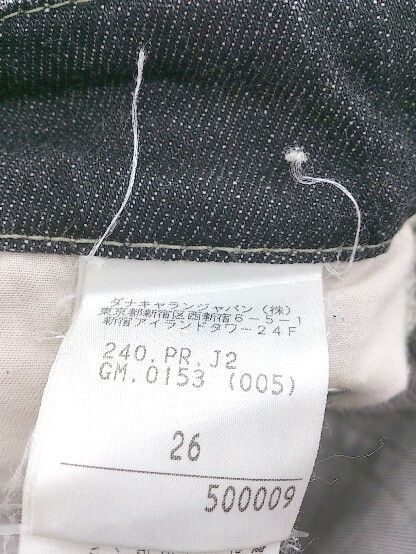 ダナキャランジャパン（株）
東京都新宿区西新宿６－５－１
新宿アイランドタワー２４Ｆ
240.PR.J2
GM.0153 (005)
26
500009